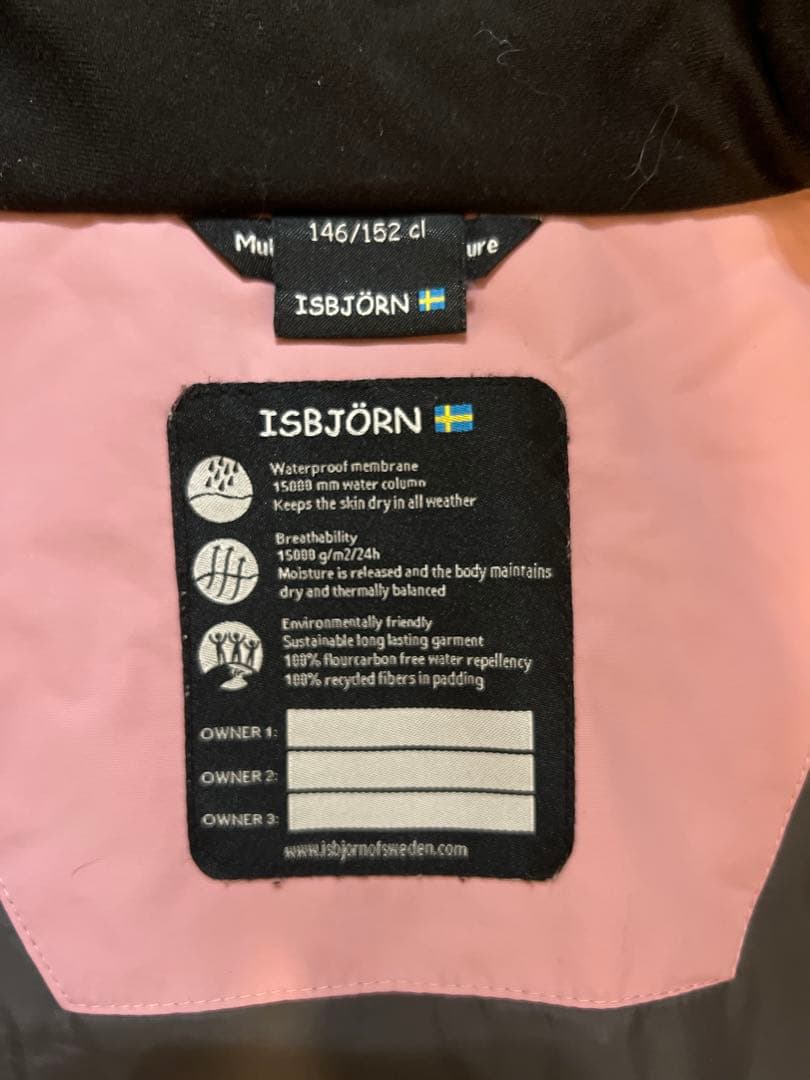 146/152 cl
ISBJÖRN
ISBJÖRN
Waterproof membrane
15000 mm water column
Keeps the skin dry in all weather
Breathability
15000 g/m2/24h
Moisture is released and the body maintains
dry and thermally balanced
Environmentally friendly
Sustainable long lasting garment
100% flourcarbon free water repellency
100% recycled fibers in padding
OWNER 1:
OWNER 2:
OWNER 3:
www.isbjornofsweden.com